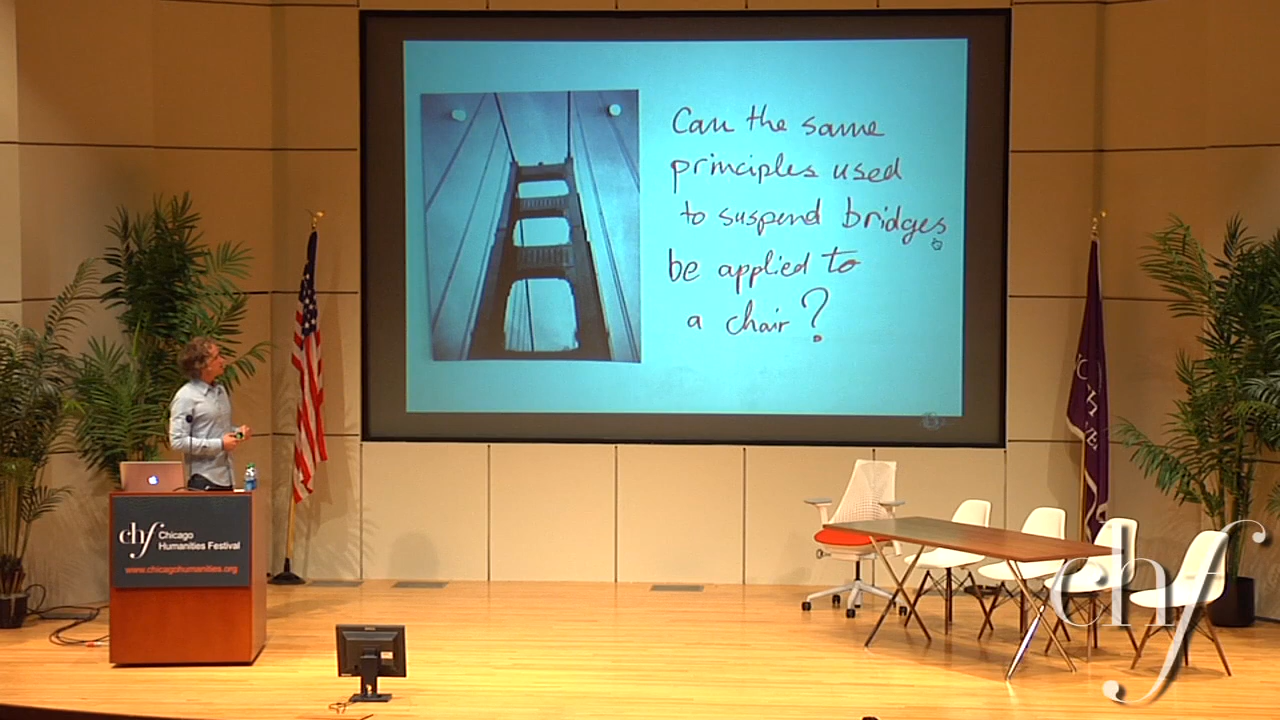 Can the same
principles used
to suspend bridges
be applied to
a chair?
chf Chicago
Humanities Festival
www.chicagohumanities.org
chf